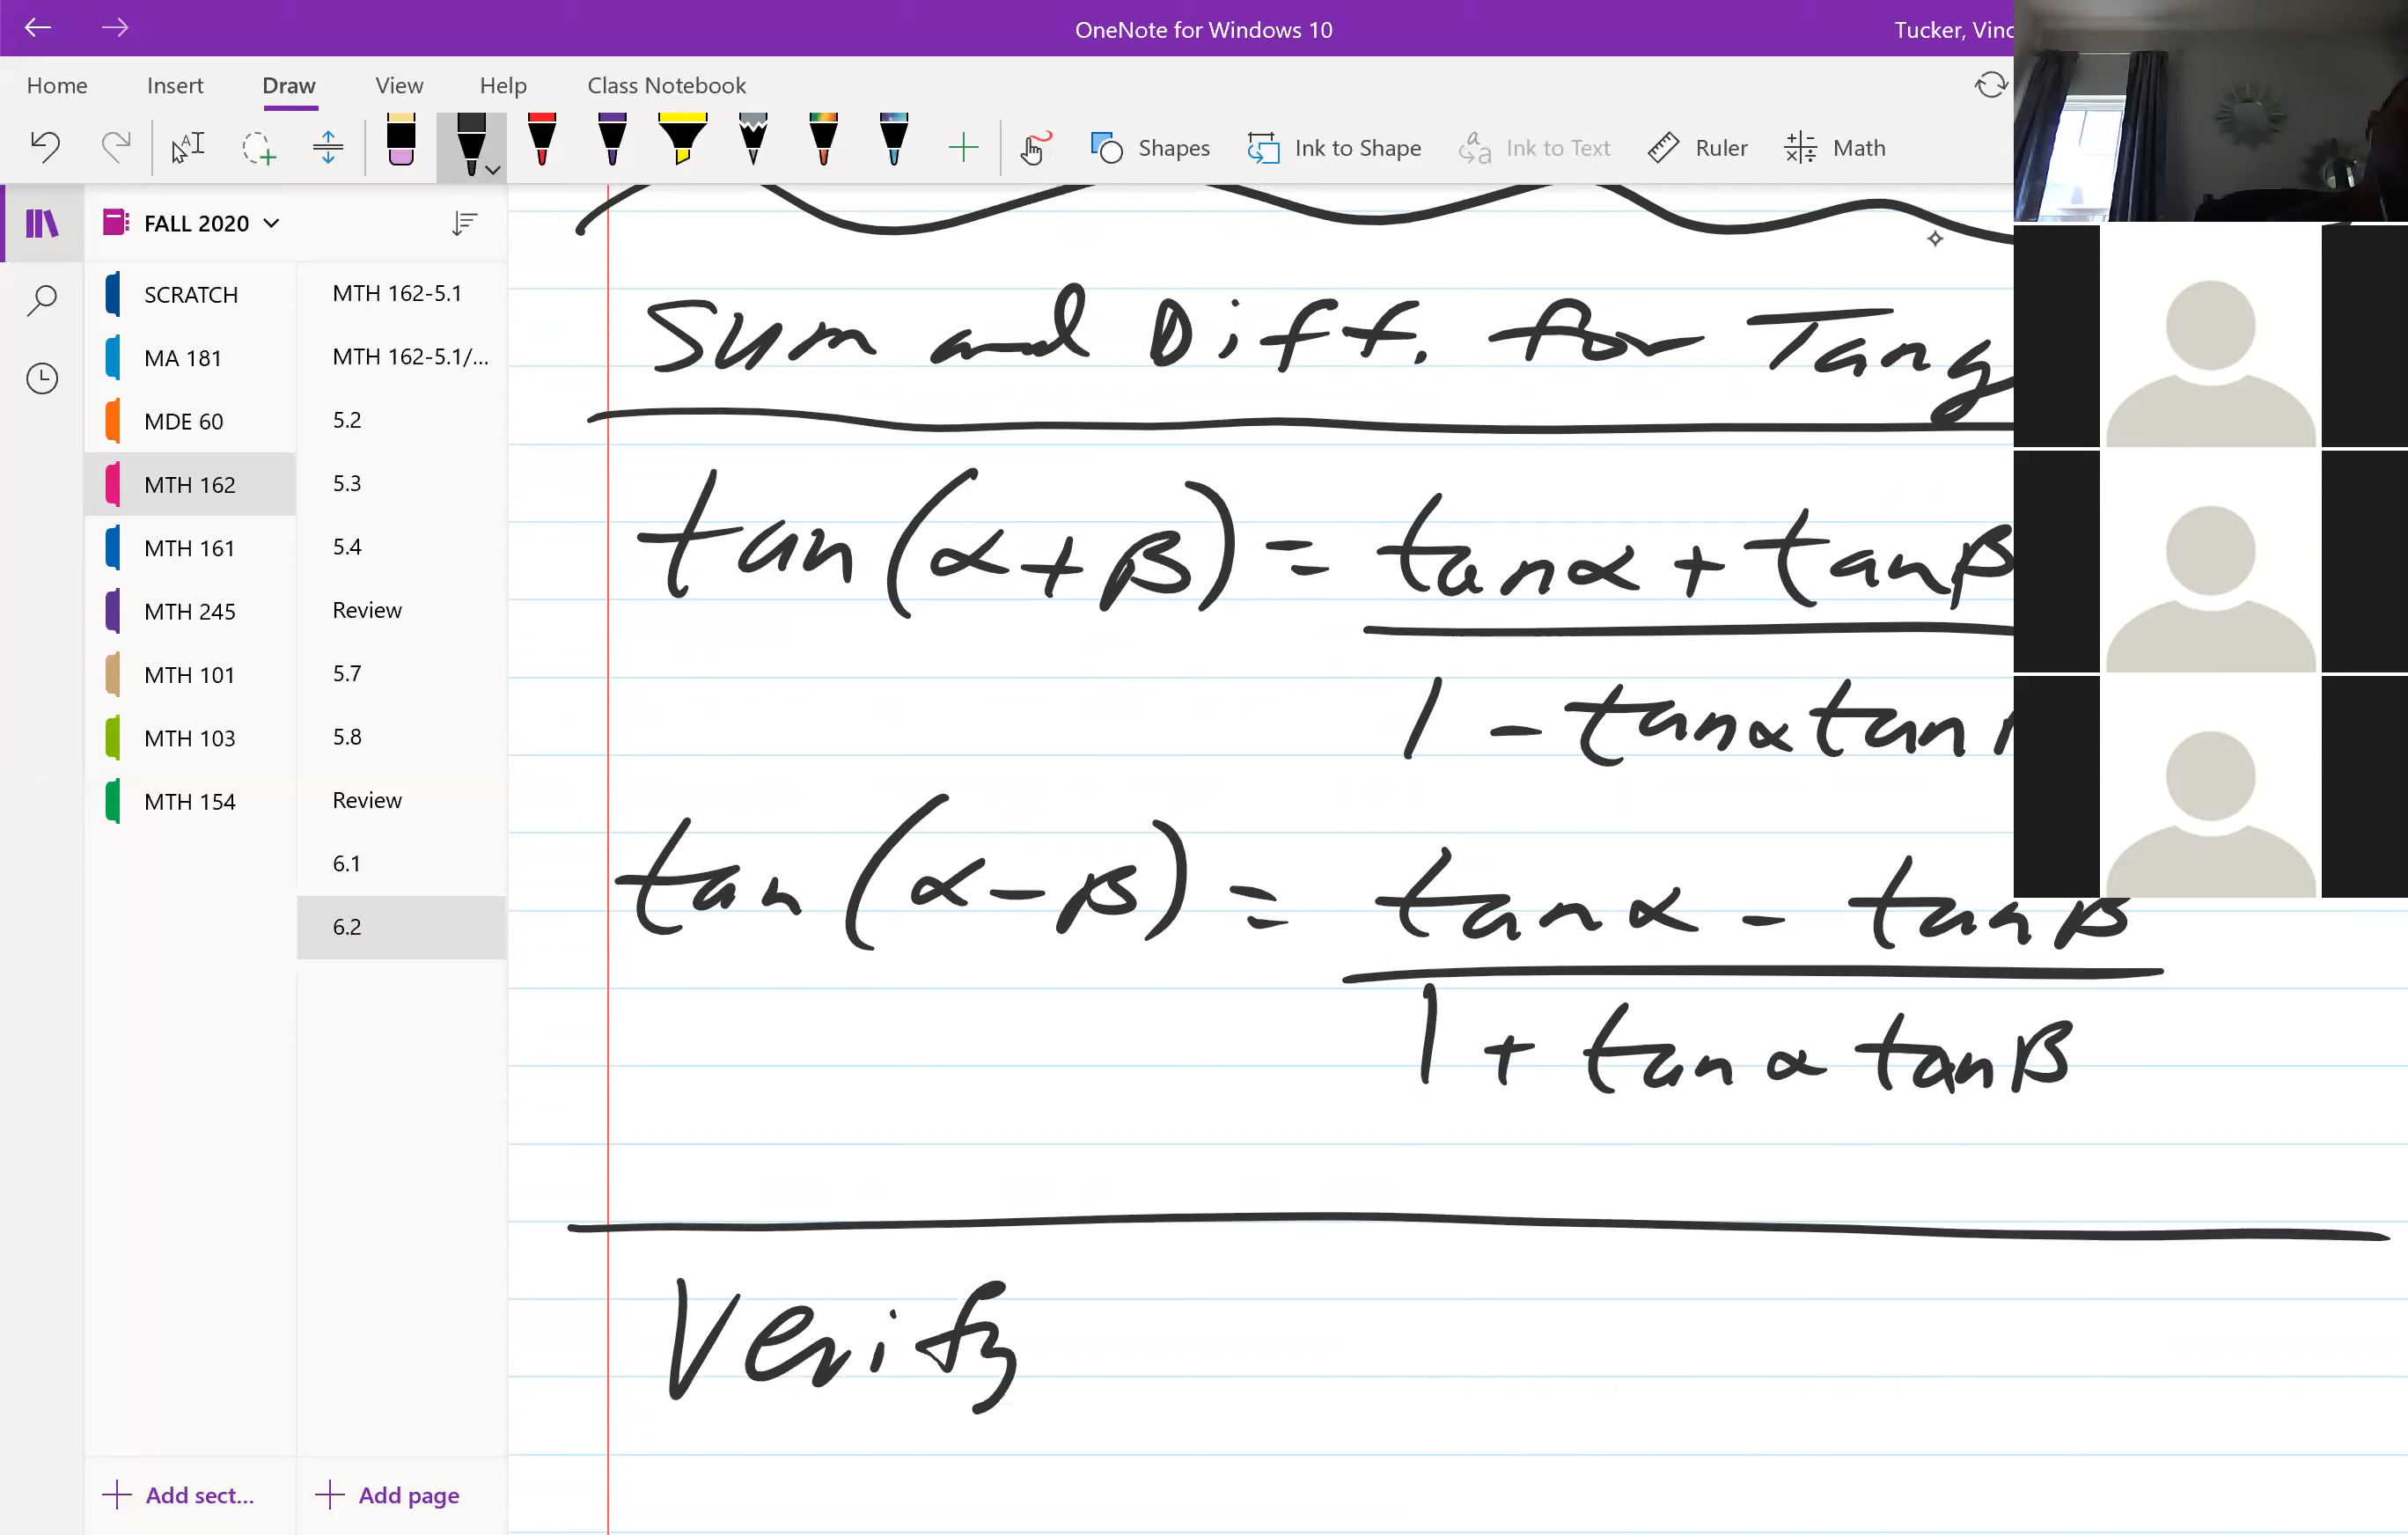 OneNote for Windows 10 Tucker, Vinc
Home Insert Draw View Help Class Notebook
Shapes Ink to Shape Ink to Text Ruler Math
FALL 2020
SCRATCH
MA 181
MDE 60
MTH 162
MTH 161
MTH 245
MTH 101
MTH 103
MTH 154
Add sect...
MTH 162-5.1
MTH 162-5.1/...
5.2
5.3
5.4
Review
5.7
5.8
Review
6.1
6.2
Add page
Sum and Diff. for Tang
tan(α+β) = tanα + tanβ
1 - tanα tan
tan(α-β) = tanα - tanβ
1 + tanα tanβ
Verify